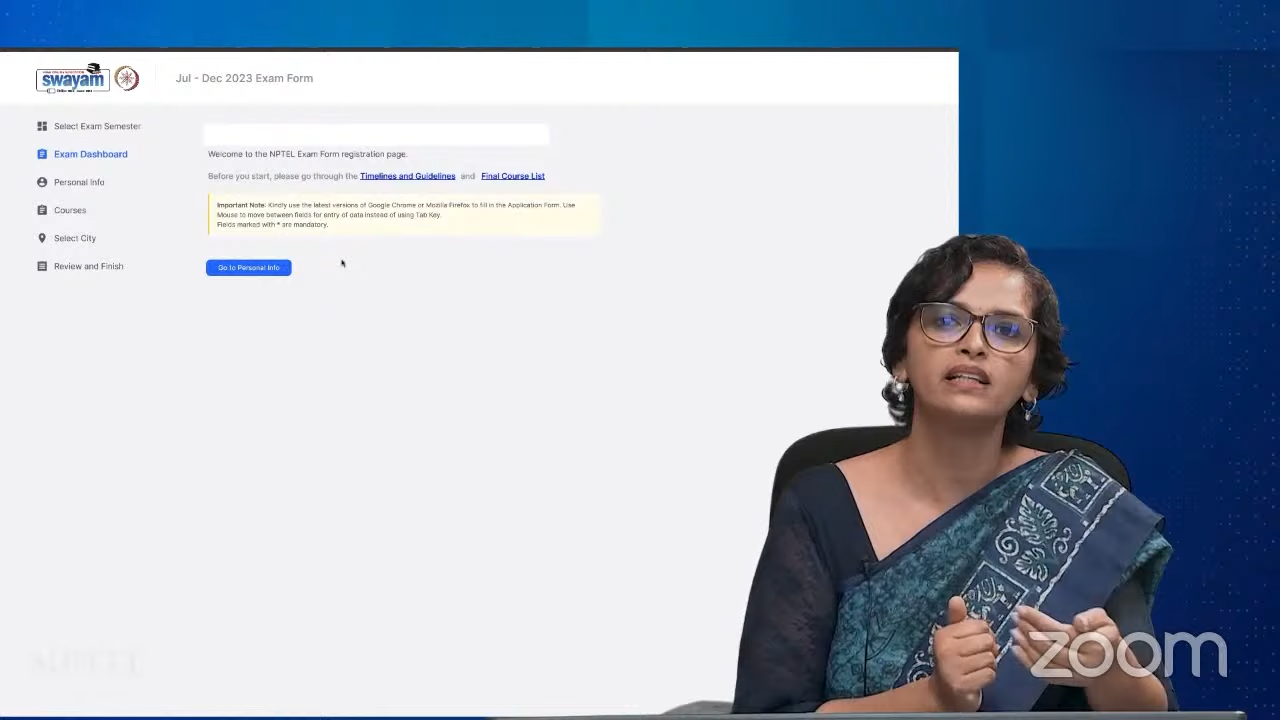 swayam
Jul - Dec 2023 Exam Form
Select Exam Semester
Exam Dashboard
Personal Info
Courses
Select City
Review and Finish
Welcome to the NPTEL Exam Form registration page.
Before you start, please go through the Timelines and Guidelines and Final Course List
Important Note: Kindly use the latest versions of Google Chrome or Mozilla Firefox to fill in the Application Form. Use
Mouse to move between fields for entry of data instead of using Tab Key.
Fields marked with * are mandatory.
Go to Personal Info
NPTEL
zoom